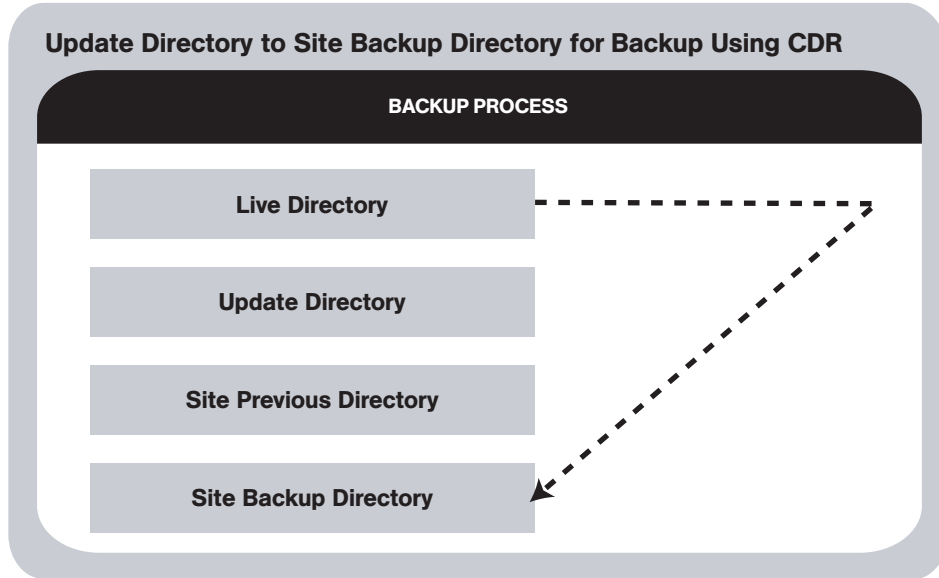 Update Directory to Site Backup Directory for Backup Using CDR
BACKUP PROCESS
Live Directory
Update Directory
Site Previous Directory
Site Backup Directory